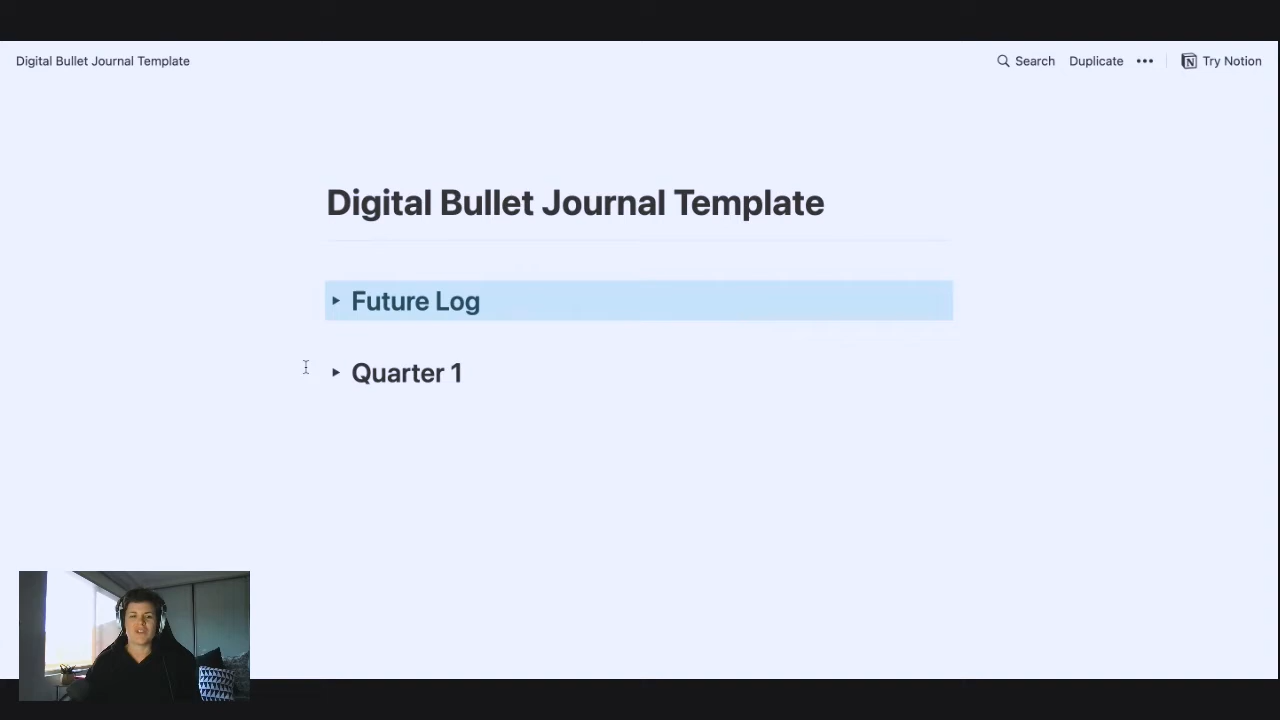 Digital Bullet Journal Template
Search Duplicate ••• Try Notion
Digital Bullet Journal Template
Future Log
Quarter 1